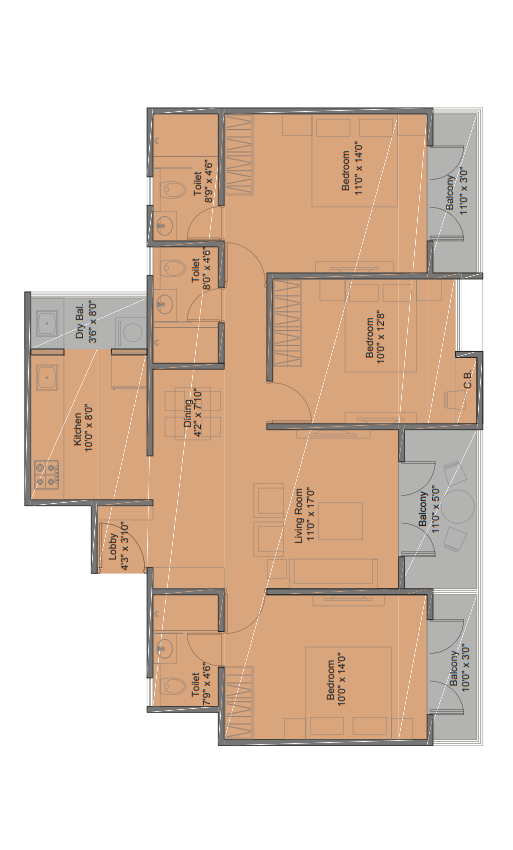 Toilet
8'9" x 4'6"
Bedroom
11'0" x 14'0"
Balcony
11'0" x 3'0"
Toilet
8'0" x 4'6"
Dry Bal.
3'6" x 8'0"
Bedroom
10'0" x 12'8"
C.B.
Kitchen
10'0" x 8'0"
Dining
4'2" x 7'10"
Lobby
4'3" x 3'10"
Living Room
11'0" x 17'0"
Balcony
11'0" x 5'0"
Toilet
7'9" x 4'6"
Bedroom
10'0" x 14'0"
Balcony
10'0" x 3'0"